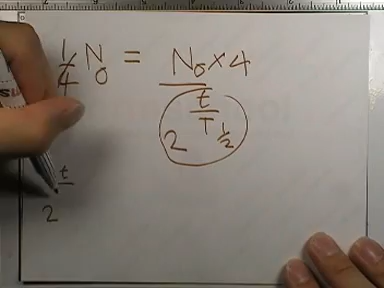 1/4 N₀ = N₀×4 / 2^(t/T½)
2^(t/